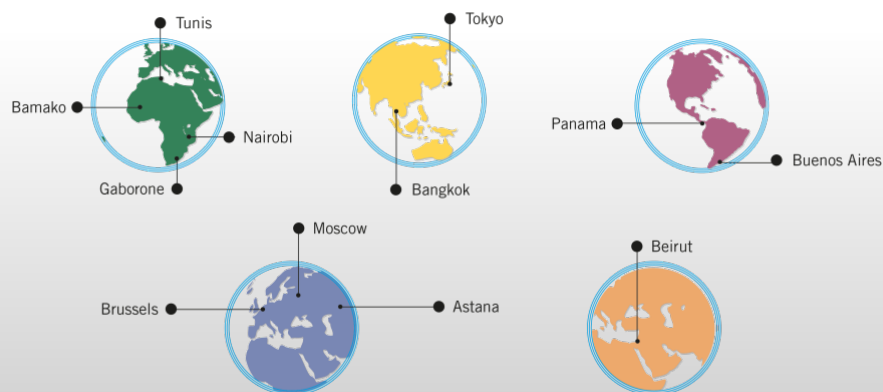 Tunis
Bamako
Nairobi
Gaborone
Tokyo
Bangkok
Panama
Buenos Aires
Moscow
Brussels
Astana
Beirut